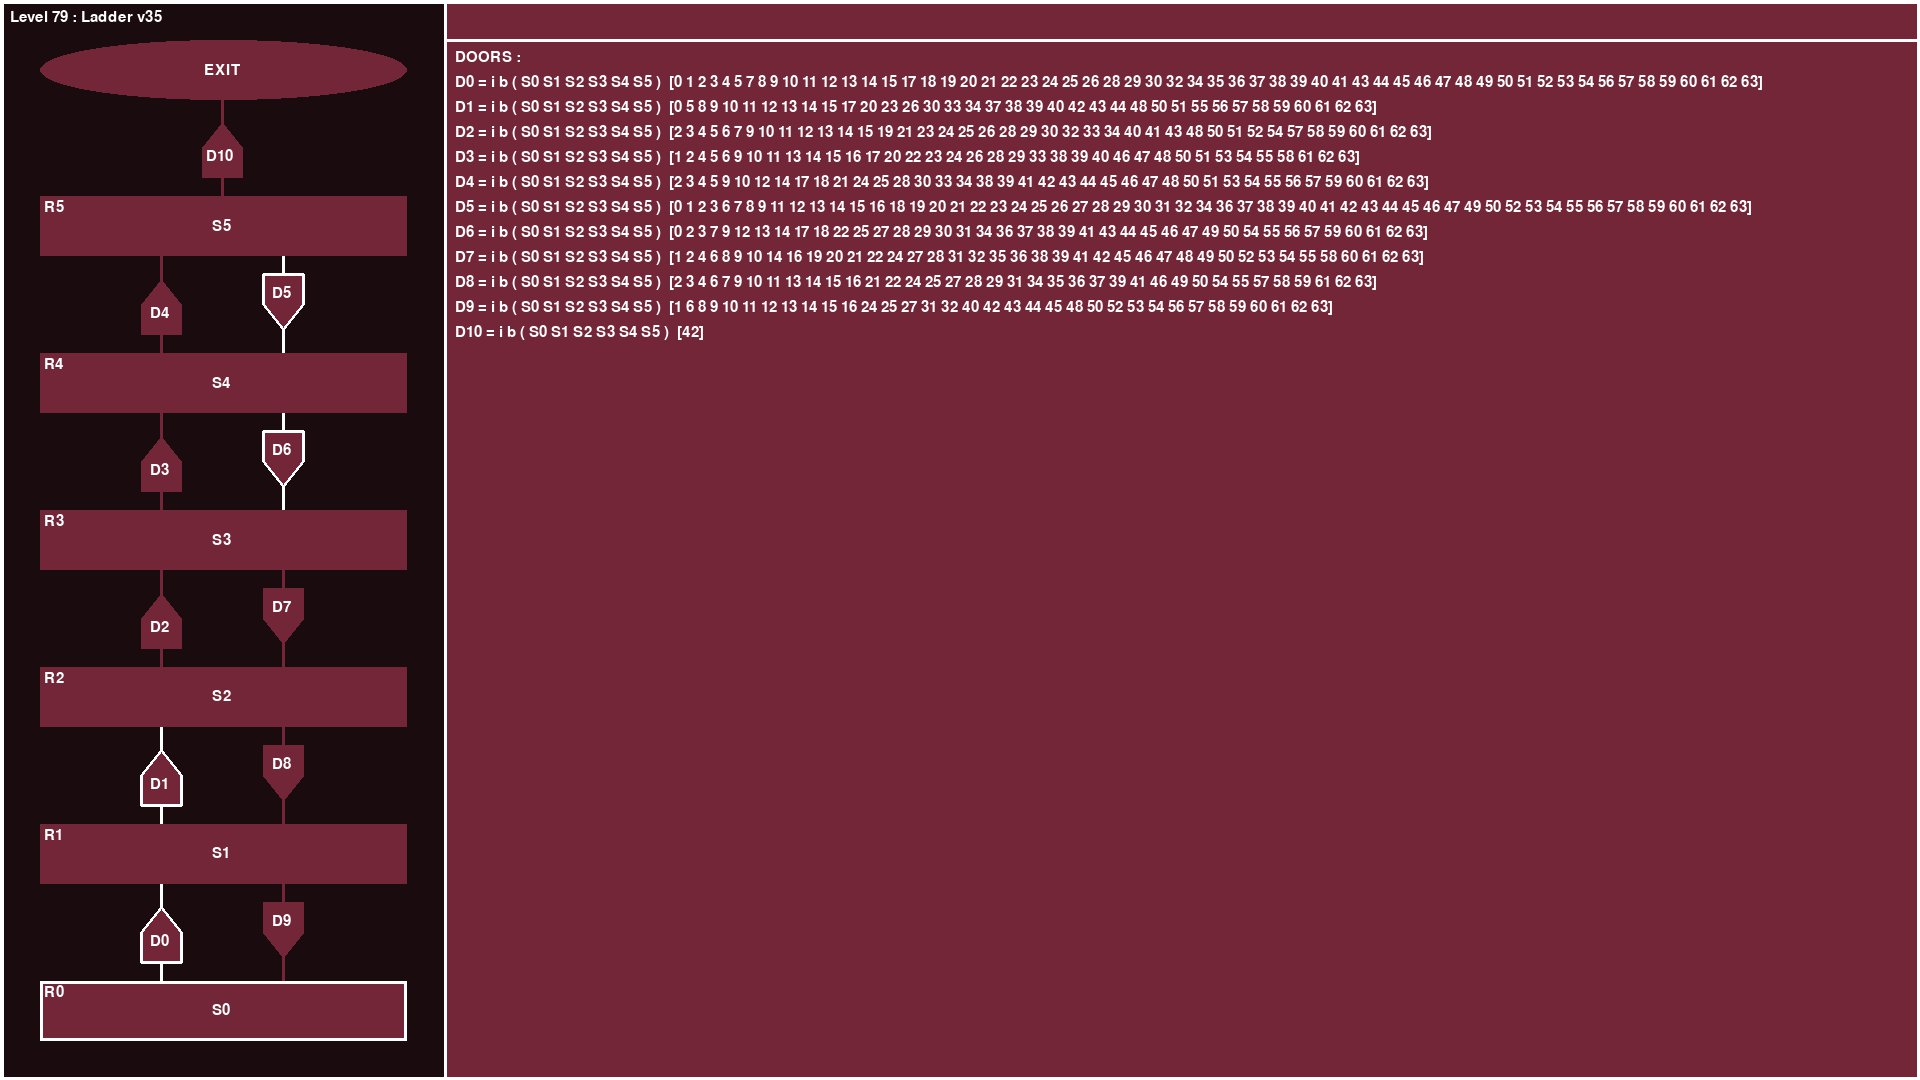 Level 79 : Ladder v35
EXIT
D10
R5
S5
D5
D4
R4
S4
D6
D3
R3
S3
D7
D2
R2
S2
D8
D1
R1
S1
D9
D0
R0
S0
DOORS :
D0 = i b ( S0 S1 S2 S3 S4 S5 ) [0 1 2 3 4 5 7 8 9 10 11 12 13 14 15 17 18 19 20 21 22 23 24 25 26 28 29 30 32 34 35 36 37 38 39 40 41 43 44 45 46 47 48 49 50 51 52 53 54 56 57 58 59 60 61 62 63]
D1 = i b ( S0 S1 S2 S3 S4 S5 ) [0 5 8 9 10 11 12 13 14 15 17 20 23 26 30 33 34 37 38 39 40 42 43 44 48 50 51 55 56 57 58 59 60 61 62 63]
D2 = i b ( S0 S1 S2 S3 S4 S5 ) [2 3 4 5 6 7 9 10 11 12 13 14 15 19 21 23 24 25 26 28 29 30 32 33 34 40 41 43 48 50 51 52 54 57 58 59 60 61 62 63]
D3 = i b ( S0 S1 S2 S3 S4 S5 ) [1 2 4 5 6 9 10 11 13 14 15 16 17 20 22 23 24 26 28 29 33 38 39 40 46 47 48 50 51 53 54 55 58 61 62 63]
D4 = i b ( S0 S1 S2 S3 S4 S5 ) [2 3 4 5 9 10 12 14 17 18 21 24 25 28 30 33 34 38 39 41 42 43 44 45 46 47 48 50 51 53 54 55 56 57 59 60 61 62 63]
D5 = i b ( S0 S1 S2 S3 S4 S5 ) [0 1 2 3 6 7 8 9 11 12 13 14 15 16 18 19 20 21 22 23 24 25 26 27 28 29 30 31 32 34 36 37 38 39 40 41 42 43 44 45 46 47 49 50 52 53 54 55 56 57 58 59 60 61 62 63]
D6 = i b ( S0 S1 S2 S3 S4 S5 ) [0 2 3 7 9 12 13 14 17 18 22 25 27 28 29 30 31 34 36 37 38 39 41 43 44 45 46 47 49 50 54 55 56 57 59 60 61 62 63]
D7 = i b ( S0 S1 S2 S3 S4 S5 ) [1 2 4 6 8 9 10 14 16 19 20 21 22 24 27 28 31 32 35 36 38 39 41 42 45 46 47 48 49 50 52 53 54 55 58 60 61 62 63]
D8 = i b ( S0 S1 S2 S3 S4 S5 ) [2 3 4 6 7 9 10 11 13 14 15 16 21 22 24 25 27 28 29 31 34 35 36 37 39 41 46 49 50 54 55 57 58 59 61 62 63]
D9 = i b ( S0 S1 S2 S3 S4 S5 ) [1 6 8 9 10 11 12 13 14 15 16 24 25 27 31 32 40 42 43 44 45 48 50 52 53 54 56 57 58 59 60 61 62 63]
D10 = i b ( S0 S1 S2 S3 S4 S5 ) [42]